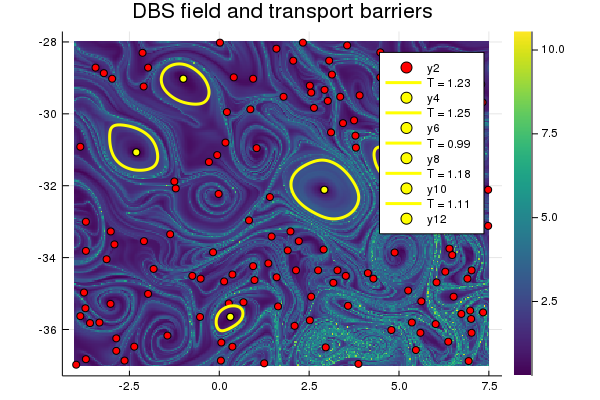 DBS field and transport barriers
-28
-30
-32
-34
-36
-2.5
0.0
2.5
5.0
7.5
y2
T = 1.23
y4
T = 1.25
y6
T = 0.99
y8
T = 1.18
y10
T = 1.11
y12
10.0
7.5
5.0
2.5